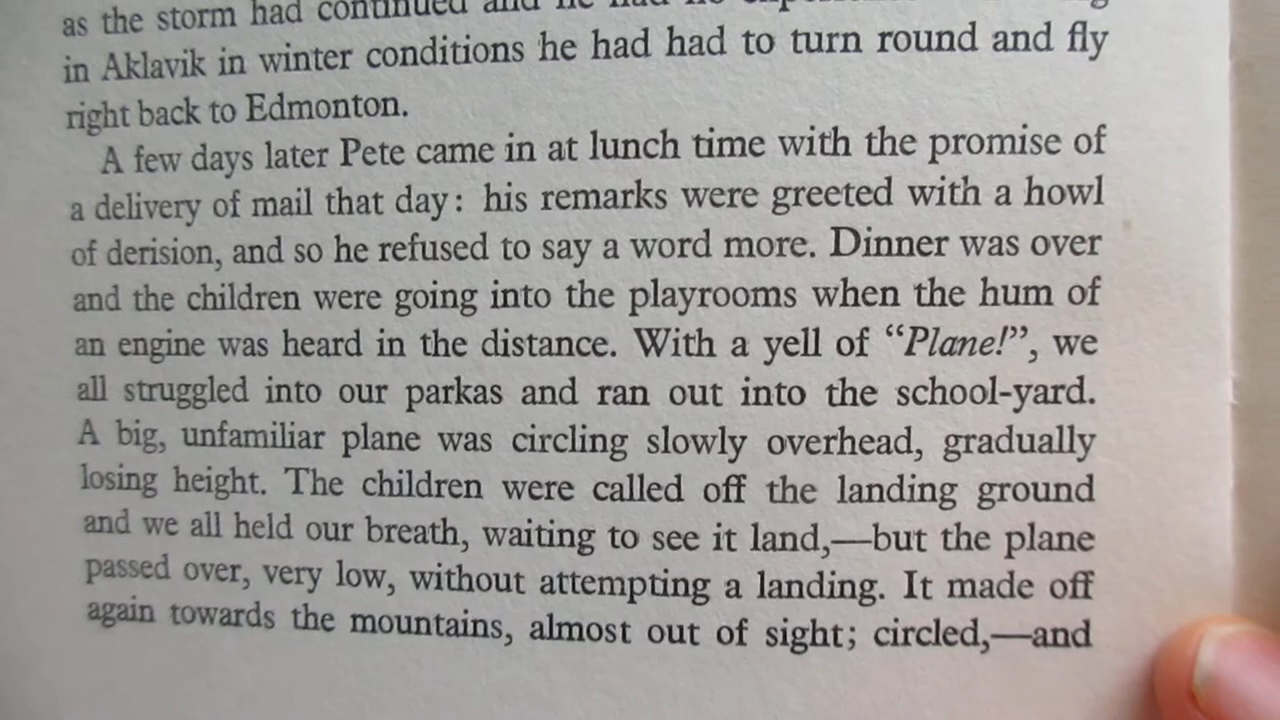 as the storm had continued and he had no
in Aklavik in winter conditions he had had to turn round and fly
right back to Edmonton.
A few days later Pete came in at lunch time with the promise of
a delivery of mail that day: his remarks were greeted with a howl
of derision, and so he refused to say a word more. Dinner was over
and the children were going into the playrooms when the hum of
an engine was heard in the distance. With a yell of “Plane!”, we
all struggled into our parkas and ran out into the school-yard.
A big, unfamiliar plane was circling slowly overhead, gradually
losing height. The children were called off the landing ground
and we all held our breath, waiting to see it land,—but the plane
passed over, very low, without attempting a landing. It made off
again towards the mountains, almost out of sight; circled,—and